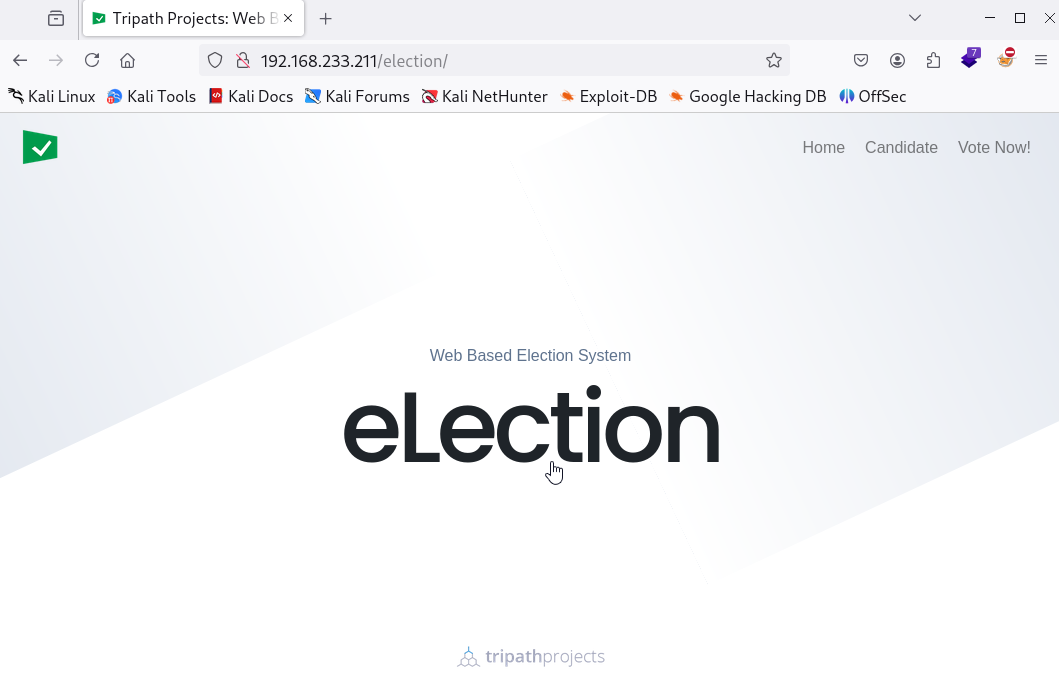 Tripath Projects: Web B
192.168.233.211/election/
7
Kali Linux Kali Tools Kali Docs Kali Forums Kali NetHunter Exploit-DB Google Hacking DB OffSec
Home Candidate Vote Now!
Web Based Election System
eLection
tripathprojects